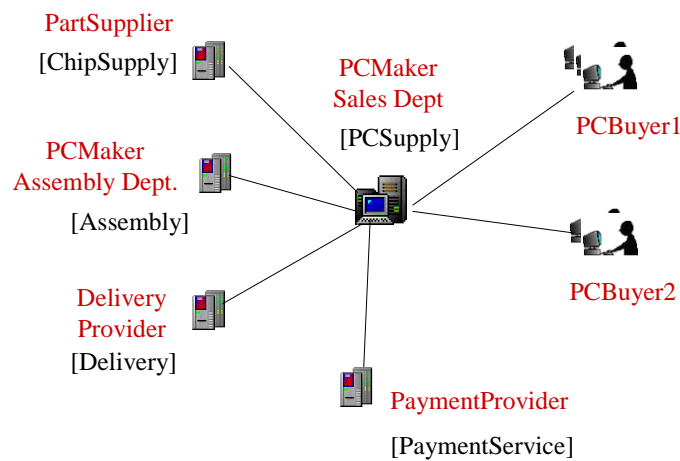 PartSupplier
[ChipSupply]
PCMaker
Sales Dept
[PCSupply]
PCBuyer1
PCMaker
Assembly Dept.
[Assembly]
PCBuyer2
Delivery
Provider
[Delivery]
PaymentProvider
[PaymentService]